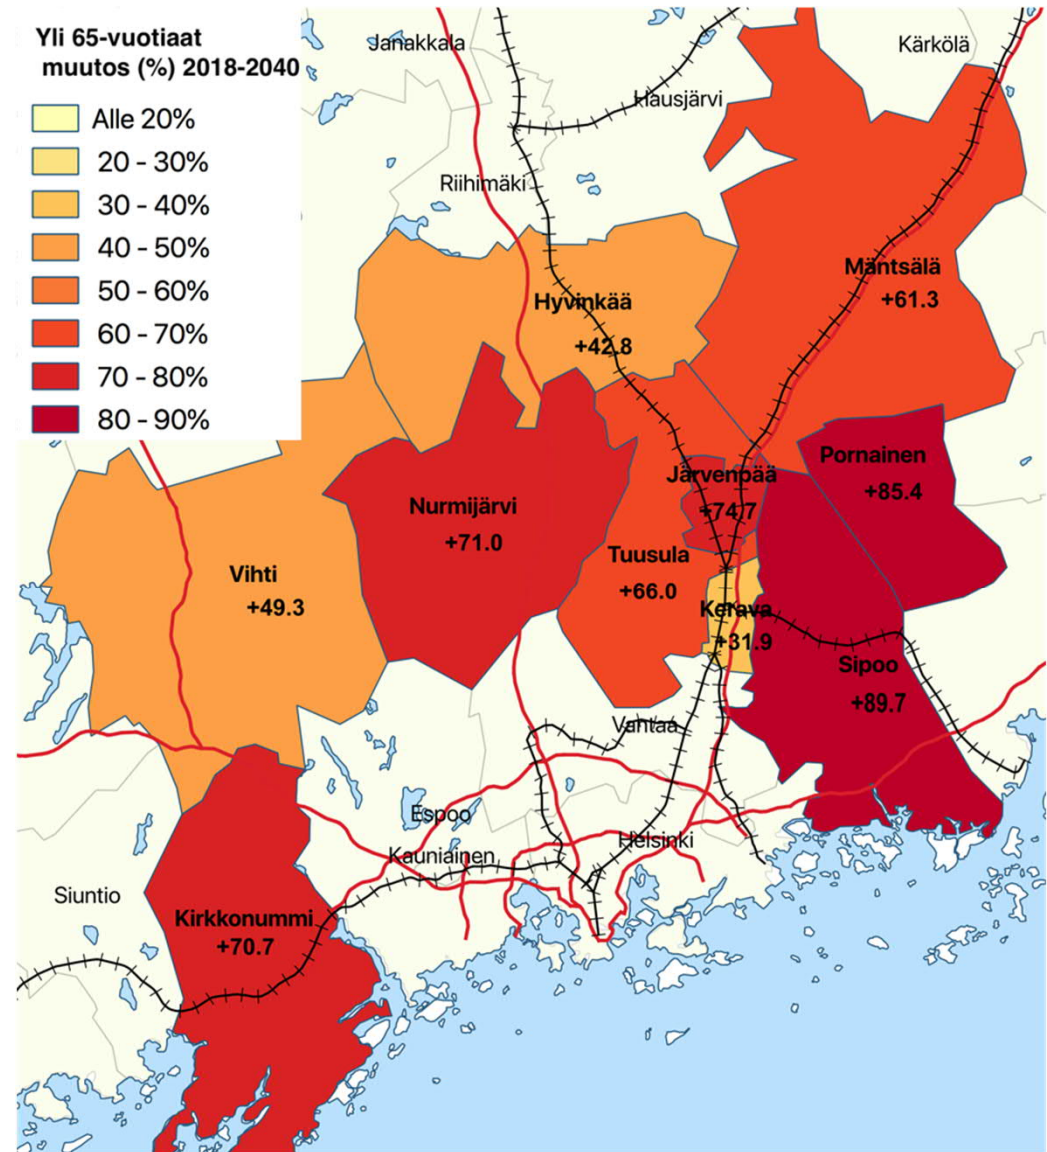 Yli 65-vuotiaat
muutos (%) 2018-2040
Alle 20%
20 - 30%
30 - 40%
40 - 50%
50 - 60%
60 - 70%
70 - 80%
80 - 90%
Janakkala
Kärkölä
Hausjärvi
Riihimäki
Mäntsälä
+61.3
Hyvinkää
+42.8
Pornainen
+85.4
Järvenpää
+74.7
Nurmijärvi
+71.0
Tuusula
+66.0
Vihti
+49.3
Kerava
+31.9
Sipoo
+89.7
Vantaa
Espoo
Helsinki
Kauniainen
Siuntio
Kirkkonummi
+70.7